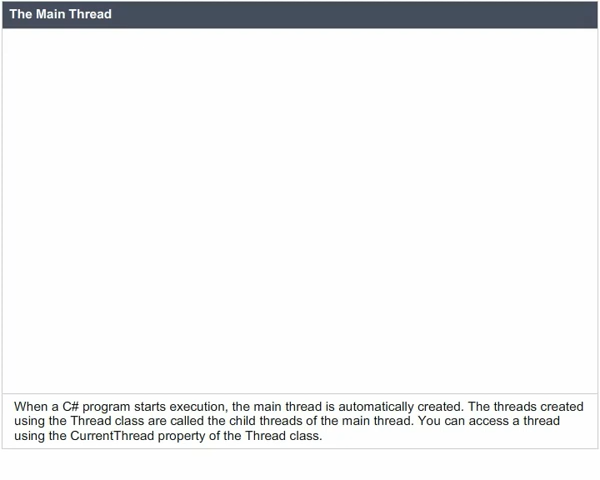 The Main Thread
When a C# program starts execution, the main thread is automatically created. The threads created
using the Thread class are called the child threads of the main thread. You can access a thread
using the CurrentThread property of the Thread class.